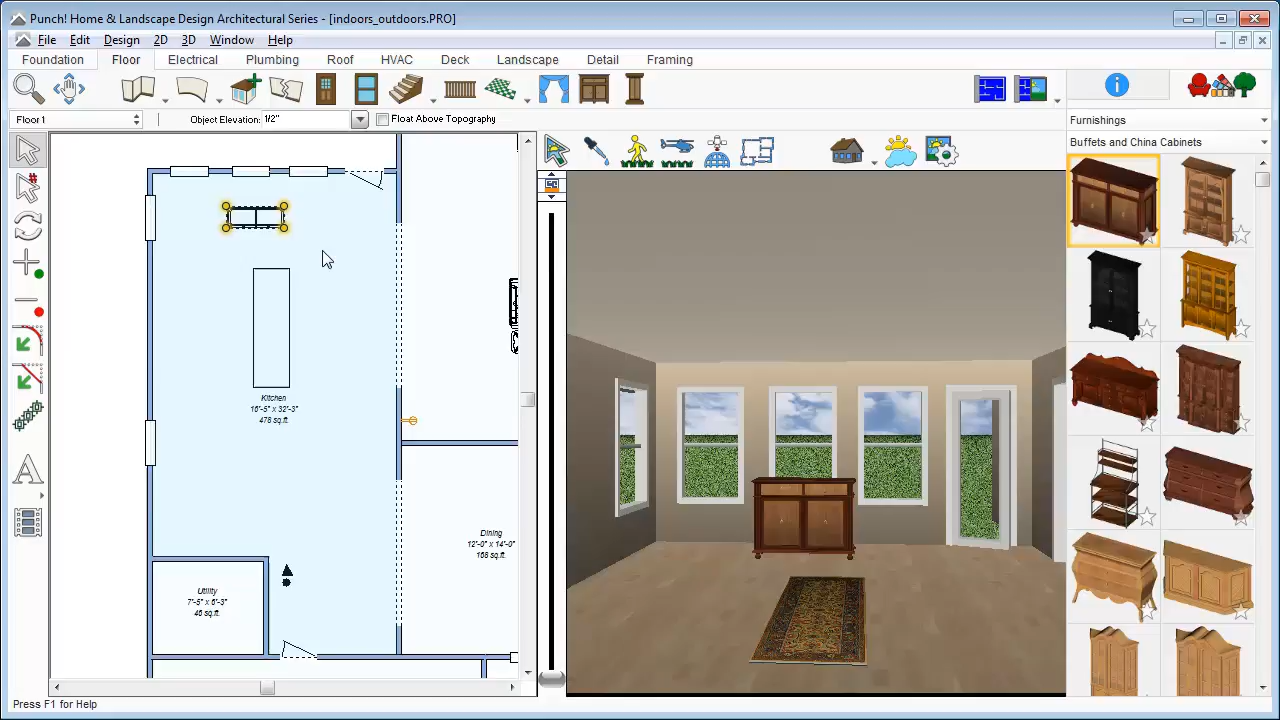 Punch! Home & Landscape Design Architectural Series - [indoors_outdoors.PRO]
File Edit Design 2D 3D Window Help
Foundation Floor Electrical Plumbing Roof HVAC Deck Landscape Detail Framing
Floor 1 Object Elevation: 1/2" Float Above Topography
Furnishings
Buffets and China Cabinets
Kitchen
16'-5" x 32'-3"
478 sq.ft.
Dining
12'-0" x 14'-0"
168 sq.ft.
Utility
7'-5" x 6'-3"
46 sq.ft.
Press F1 for Help